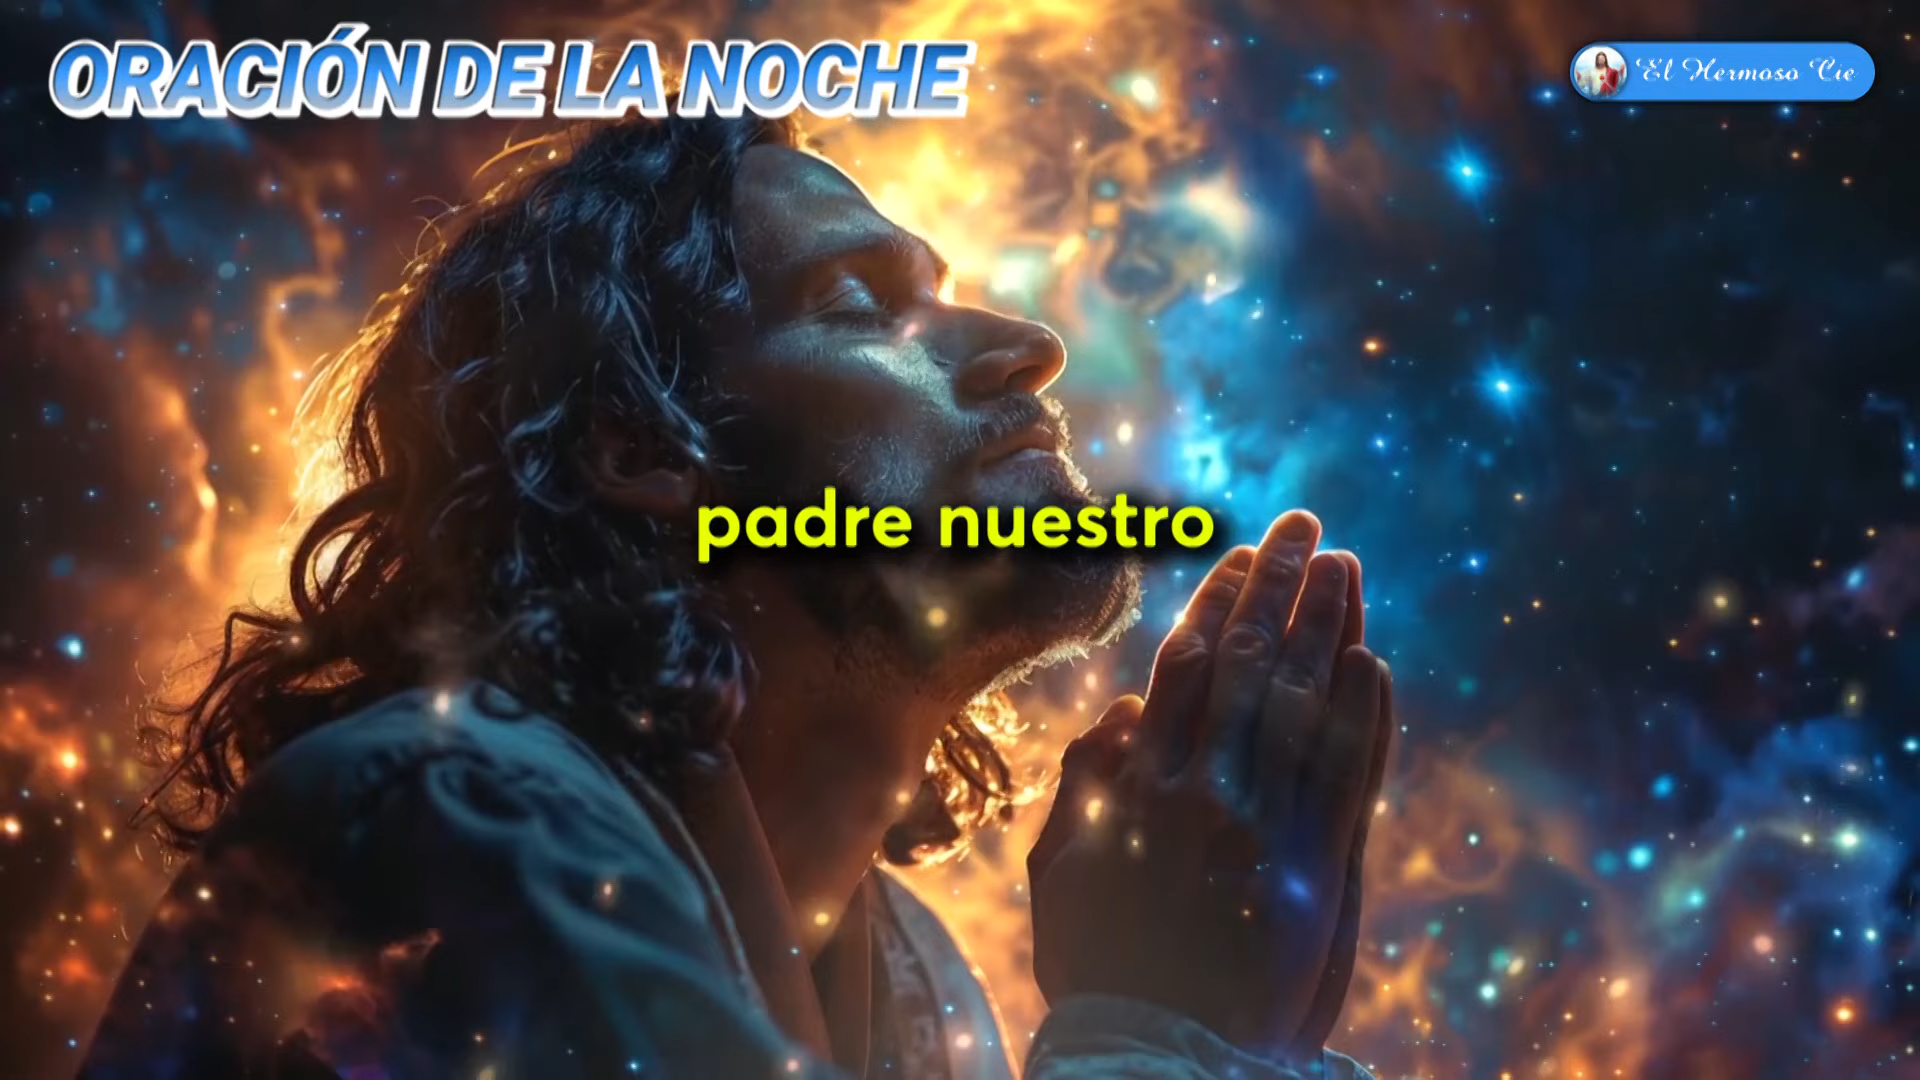 ORACIÓN DE LA NOCHE
El Hermoso Cie
padre nuestro